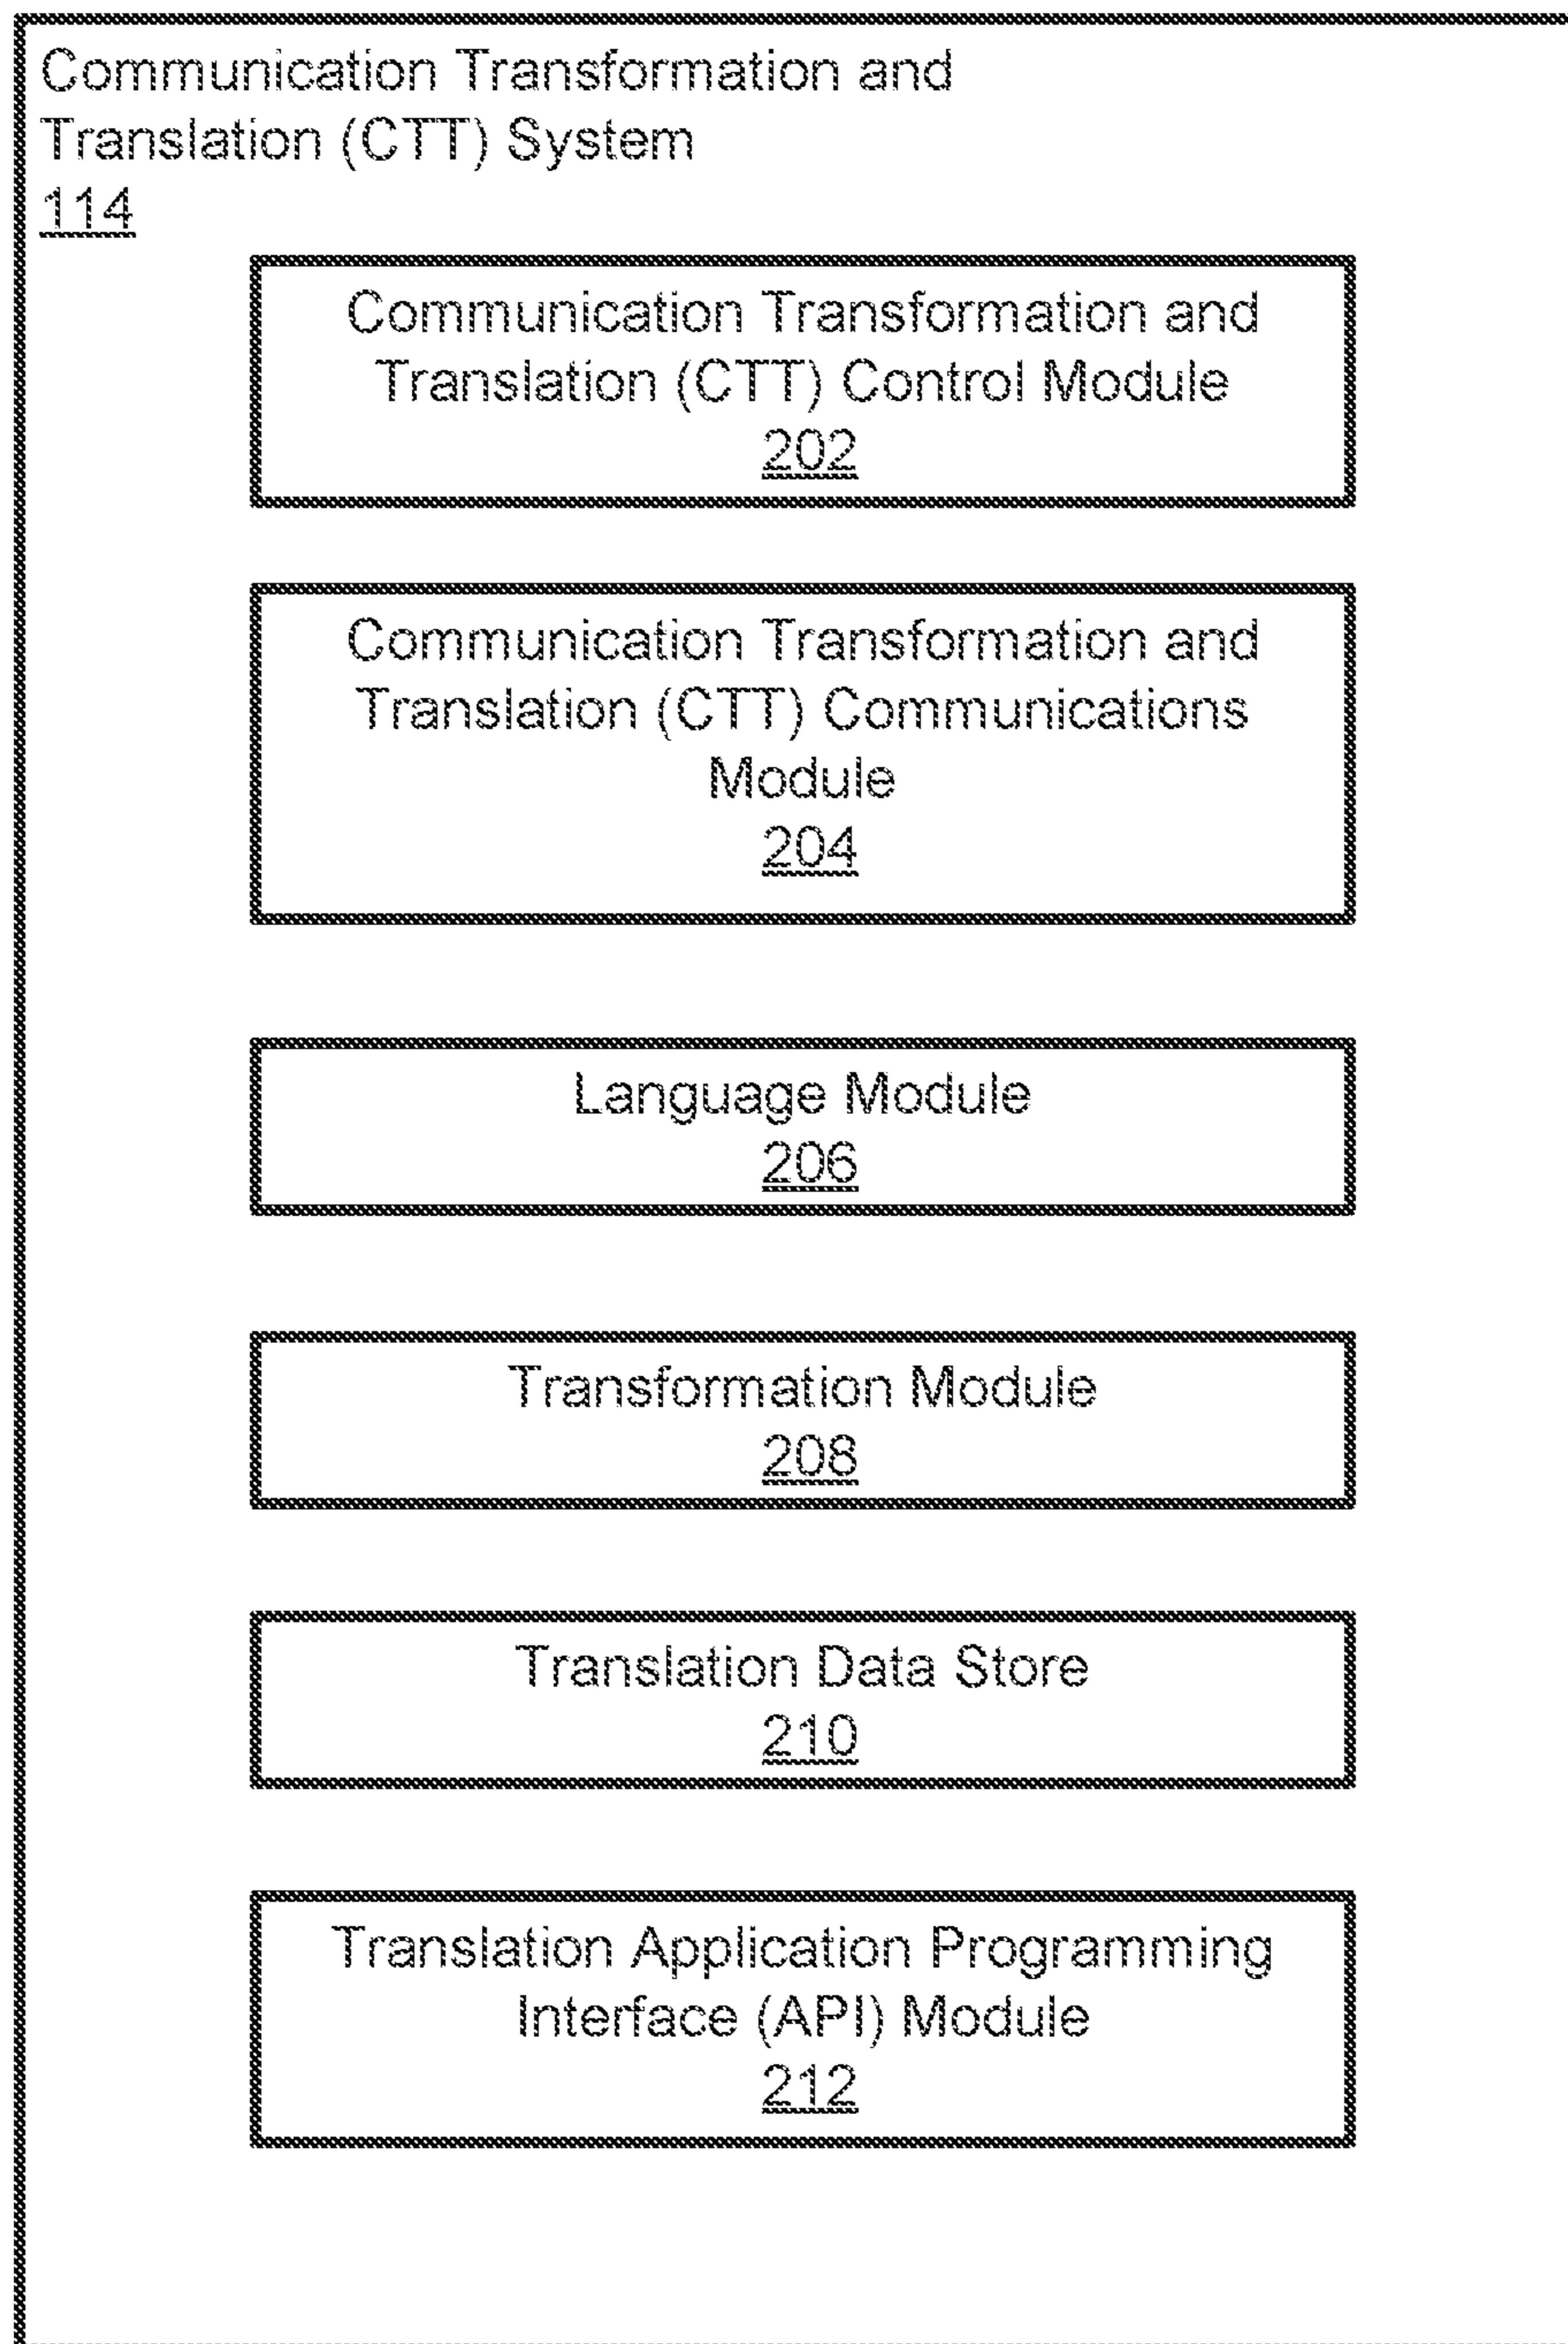 Communication Transformation and
Translation (CTT) System
114
Communication Transformation and
Translation (CTT) Control Module
202
Communication Transformation and
Translation (CTT) Communications
Module
204
Language Module
206
Transformation Module
208
Translation Data Store
210
Translation Application Programming
Interface (API) Module
212